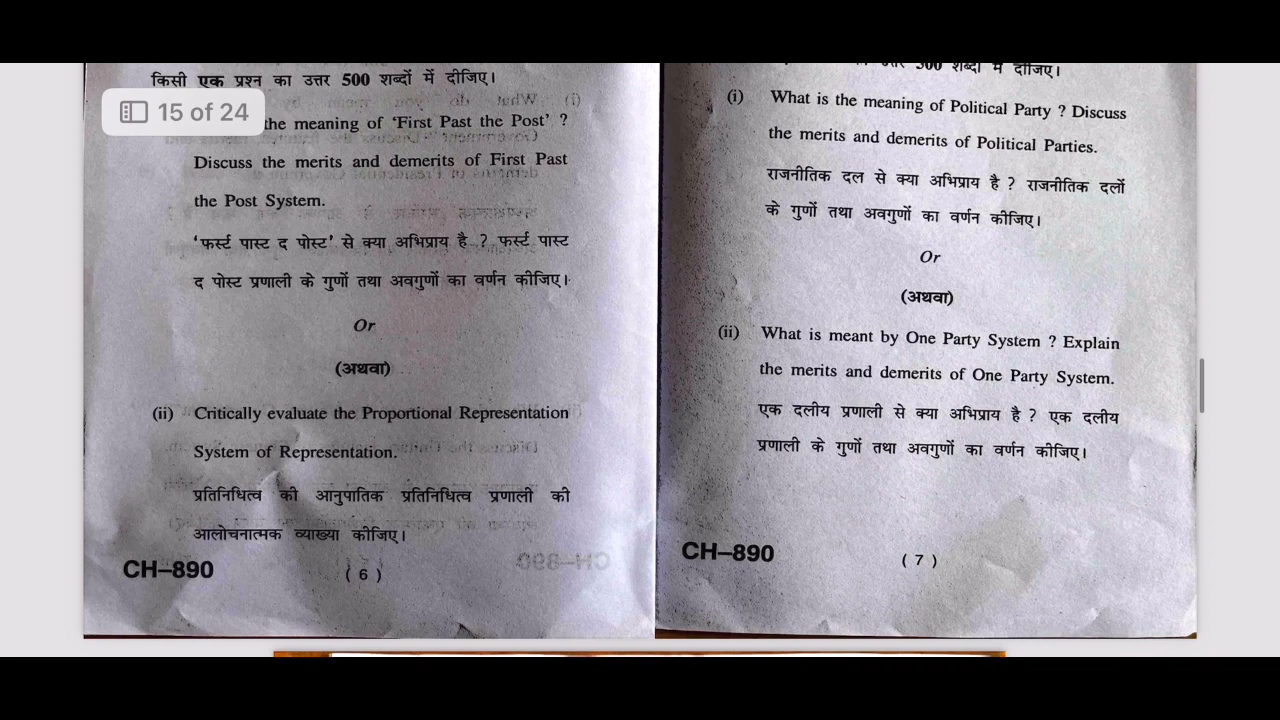 किसी एक प्रश्न का उत्तर 500 शब्दों में दीजिए।
15 of 24
the meaning of ‘First Past the Post’ ?
Discuss the merits and demerits of First Past
the Post System.
‘फर्स्ट पास्ट द पोस्ट’ से क्या अभिप्राय है ? फर्स्ट पास्ट
द पोस्ट प्रणाली के गुणों तथा अवगुणों का वर्णन कीजिए।
Or
(अथवा)
(ii) Critically evaluate the Proportional Representation
System of Representation.
प्रतिनिधित्व की आनुपातिक प्रतिनिधित्व प्रणाली की
आलोचनात्मक व्याख्या कीजिए।
CH–890
( 6 )
500 शब्दों में दीजिए।
(i) What is the meaning of Political Party ? Discuss
the merits and demerits of Political Parties.
राजनीतिक दल से क्या अभिप्राय है ? राजनीतिक दलों
के गुणों तथा अवगुणों का वर्णन कीजिए।
Or
(अथवा)
(ii) What is meant by One Party System ? Explain
the merits and demerits of One Party System.
एक दलीय प्रणाली से क्या अभिप्राय है ? एक दलीय
प्रणाली के गुणों तथा अवगुणों का वर्णन कीजिए।
CH–890
( 7 )